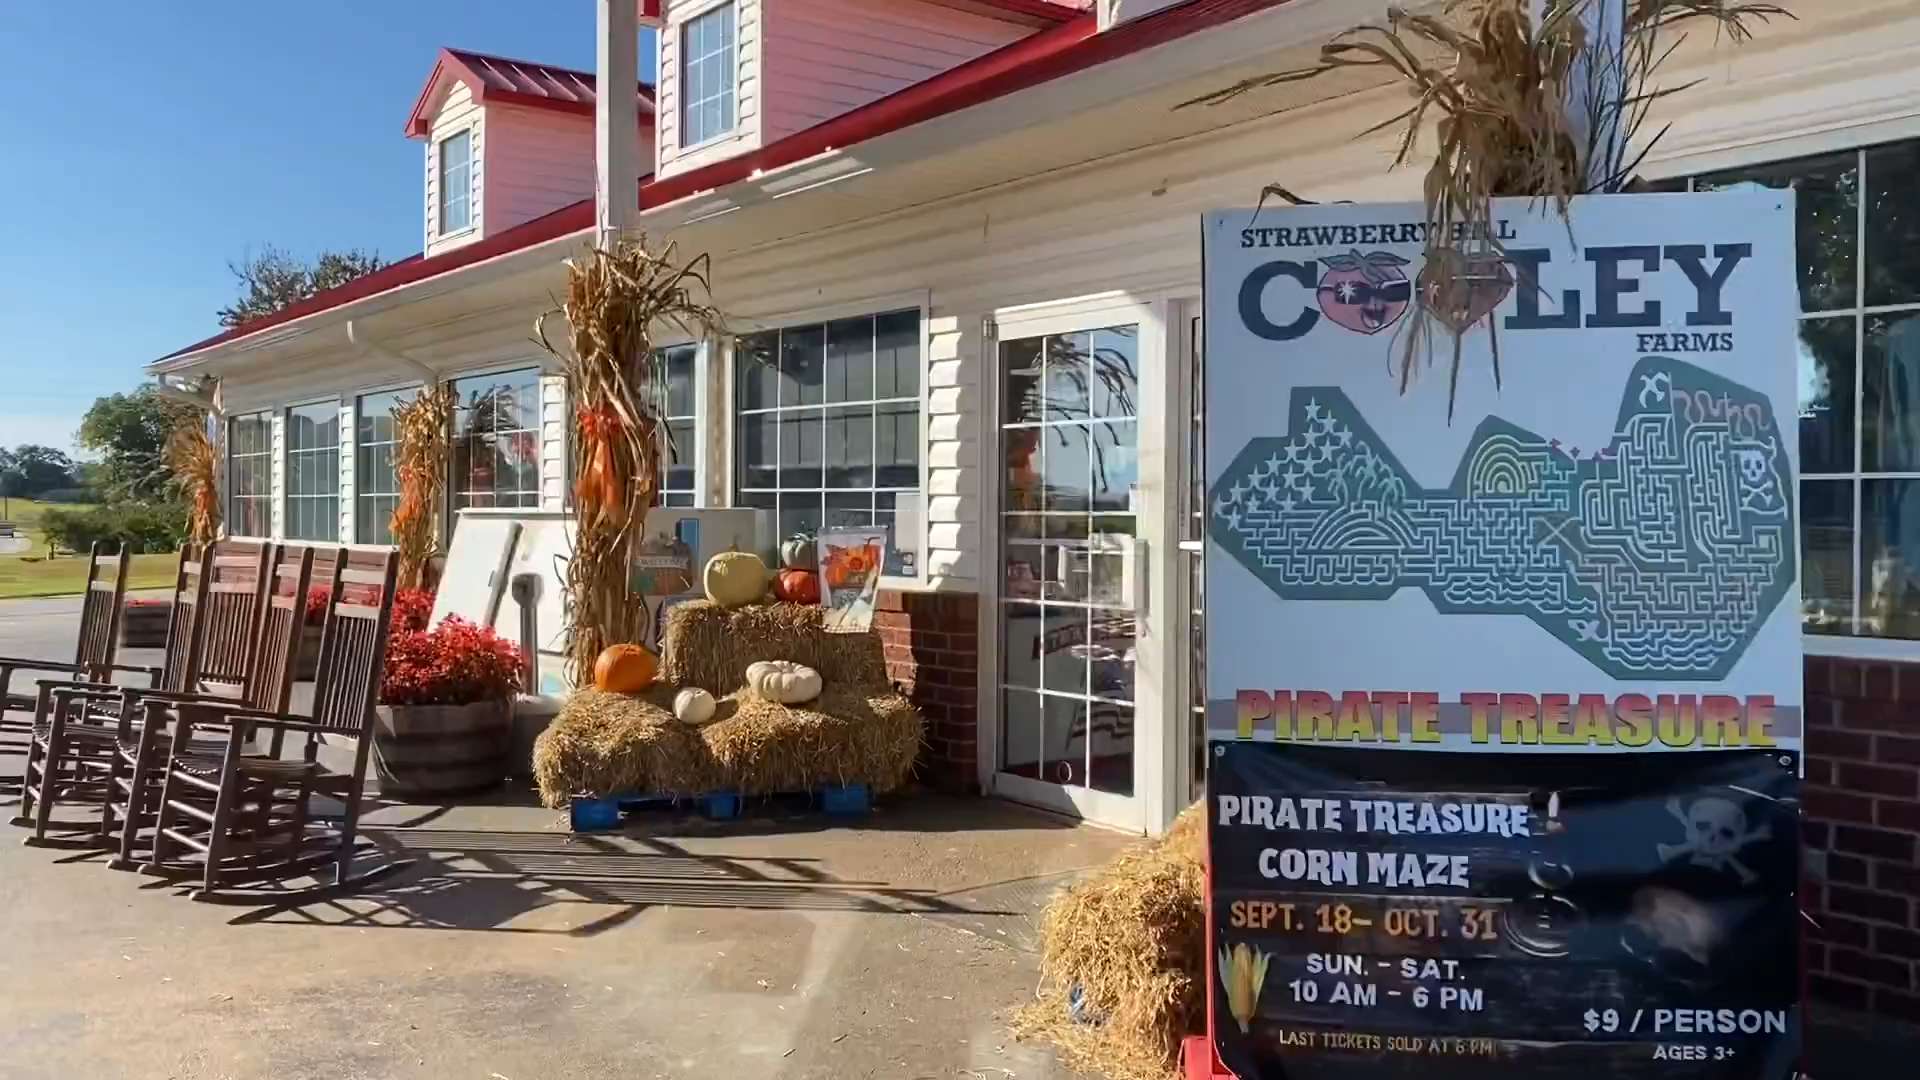 STRAWBERRY HILL
COOLEY
FARMS
PIRATE TREASURE
PIRATE TREASURE
CORN MAZE
SEPT. 18- OCT. 31
SUN. - SAT.
10 AM - 6 PM
$9 / PERSON
LAST TICKETS SOLD AT 6 PM
AGES 3+
WELCOME